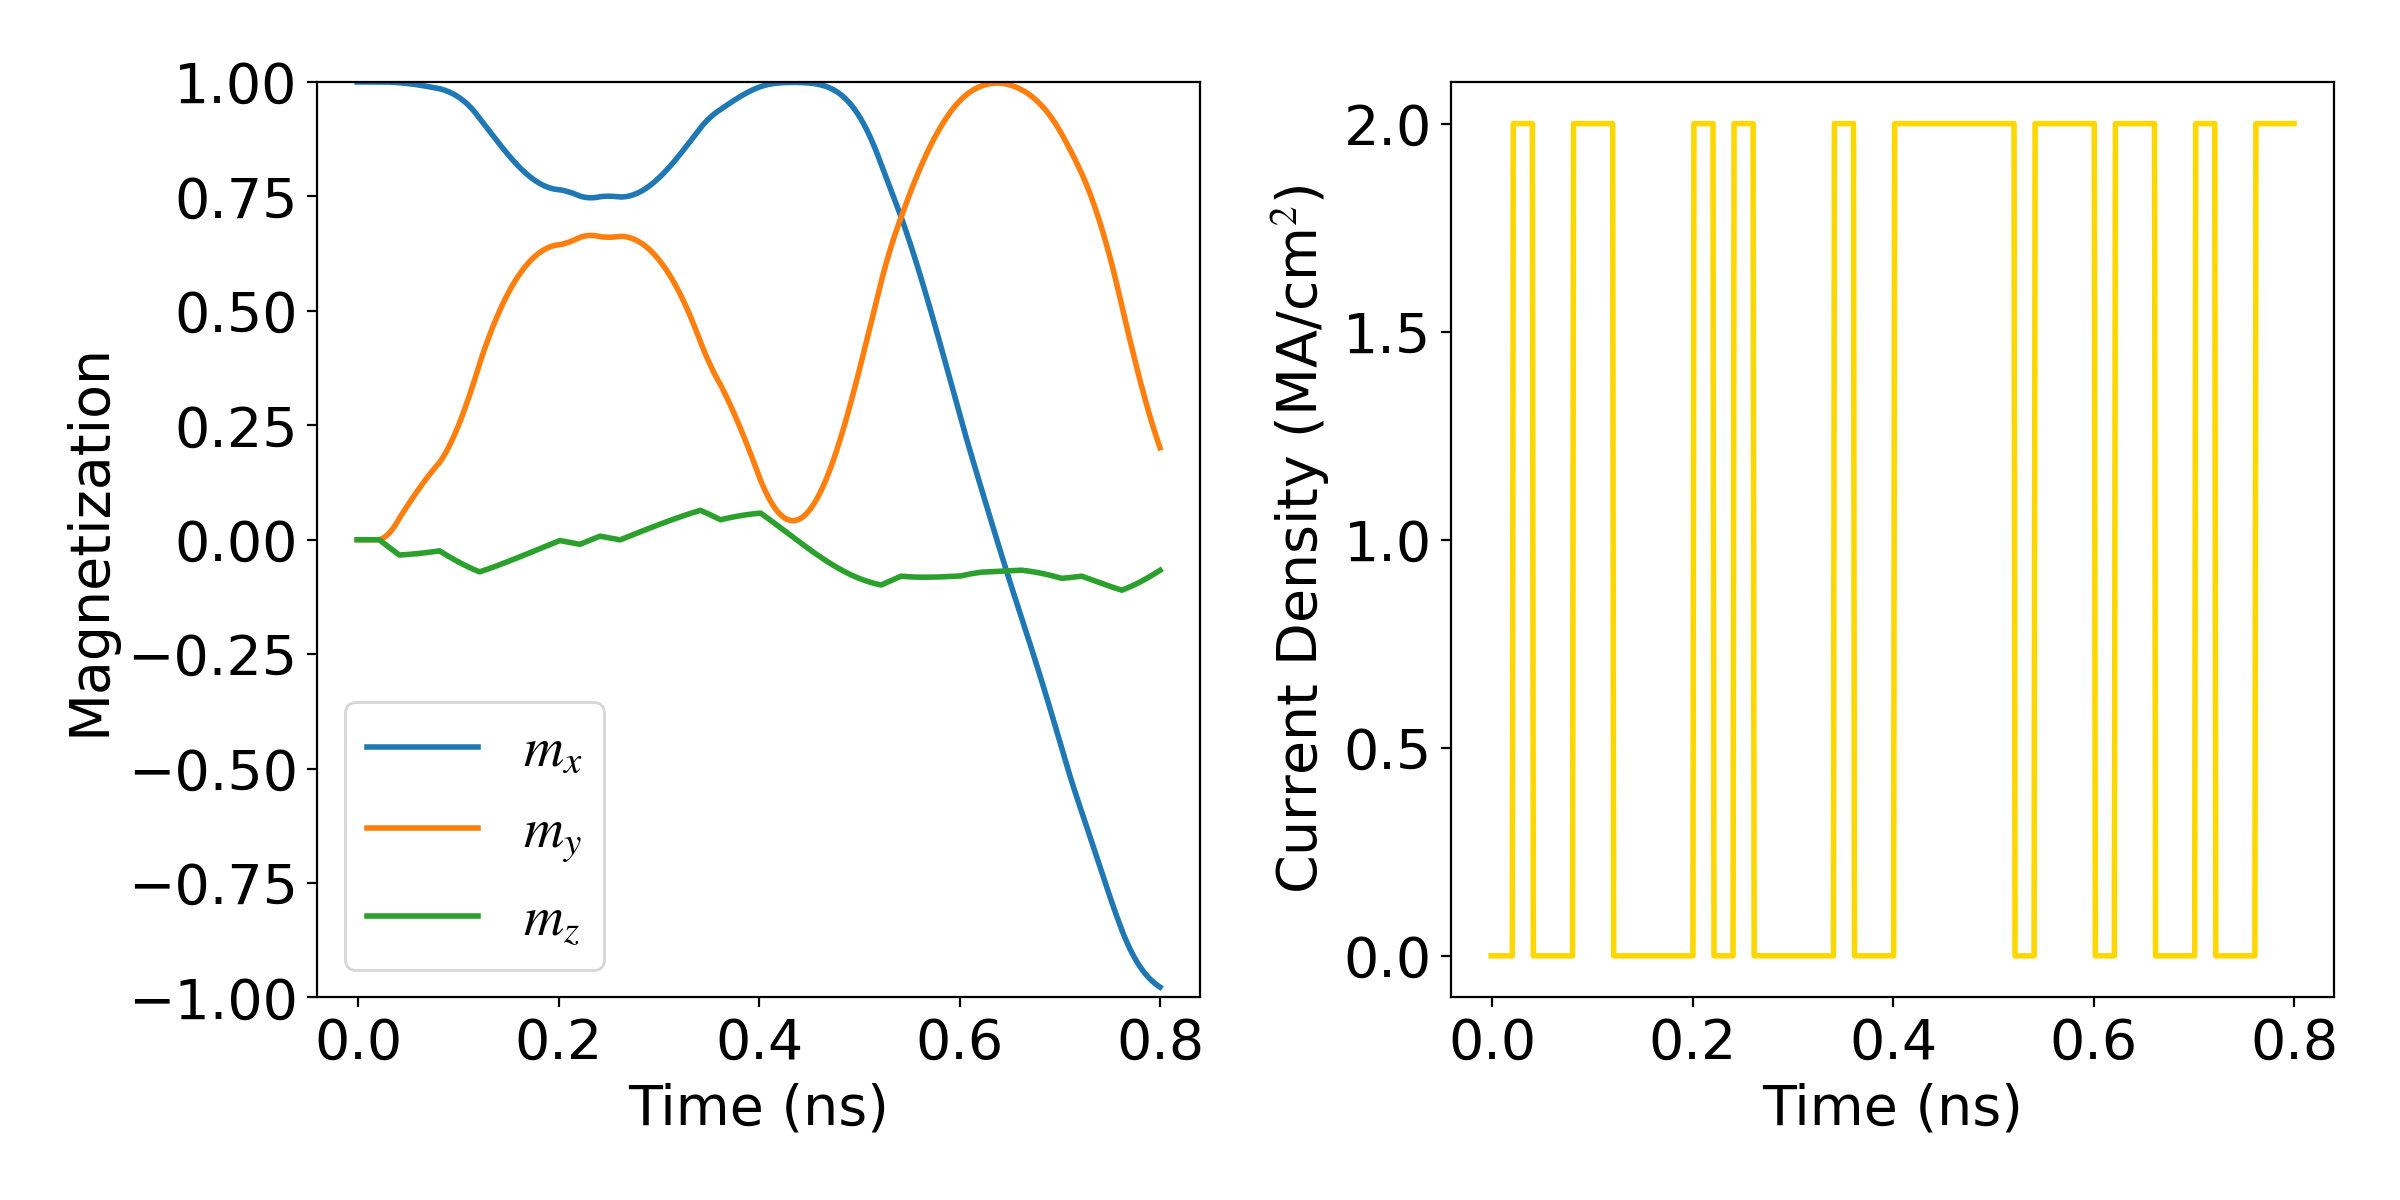 1.00
0.75
0.50
0.25
0.00
−0.25
−0.50
−0.75
−1.00
Magnetization
m_x
m_y
m_z
0.0 0.2 0.4 0.6 0.8
Time (ns)
2.0
1.5
1.0
0.5
0.0
Current Density (MA/cm²)
0.0 0.2 0.4 0.6 0.8
Time (ns)